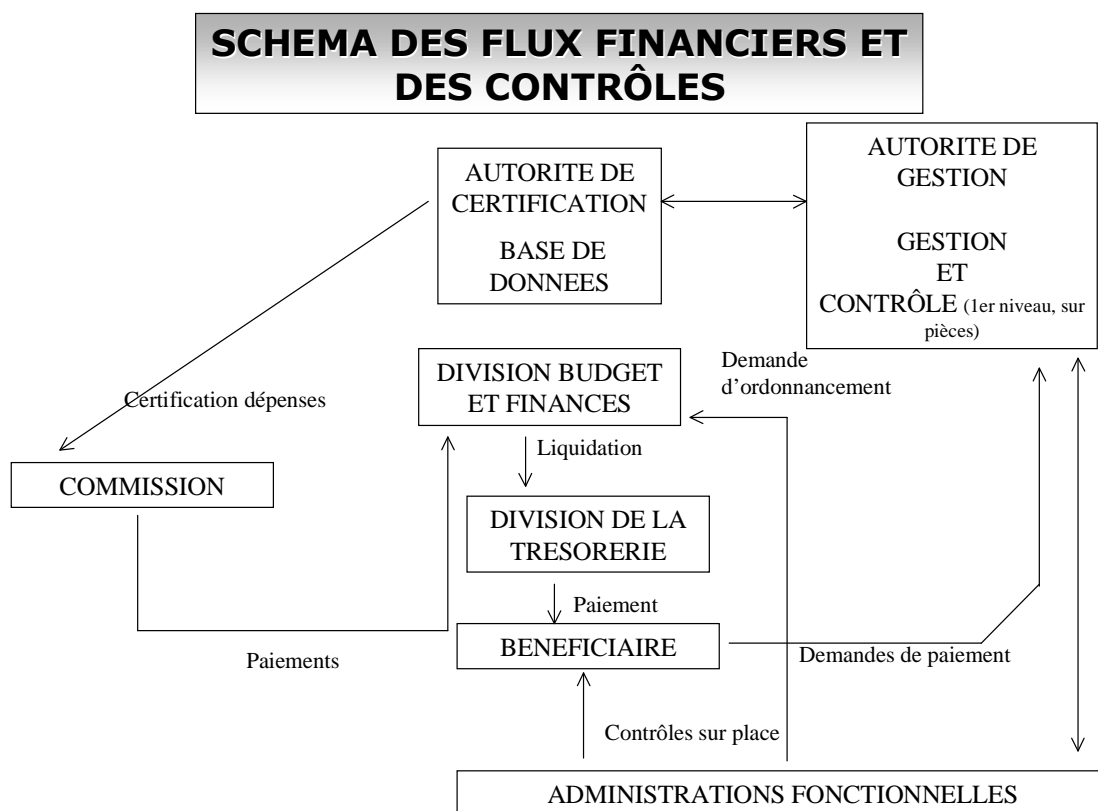 SCHEMA DES FLUX FINANCIERS ET
DES CONTRÔLES
AUTORITE DE
CERTIFICATION
BASE DE
DONNEES
AUTORITE DE
GESTION
GESTION
ET
CONTRÔLE (1er niveau, sur
pièces)
Certification dépenses
DIVISION BUDGET
ET FINANCES
Demande
d’ordonnancement
Liquidation
COMMISSION
DIVISION DE LA
TRESORERIE
Paiement
Paiements
BENEFICIAIRE
Demandes de paiement
Contrôles sur place
ADMINISTRATIONS FONCTIONNELLES